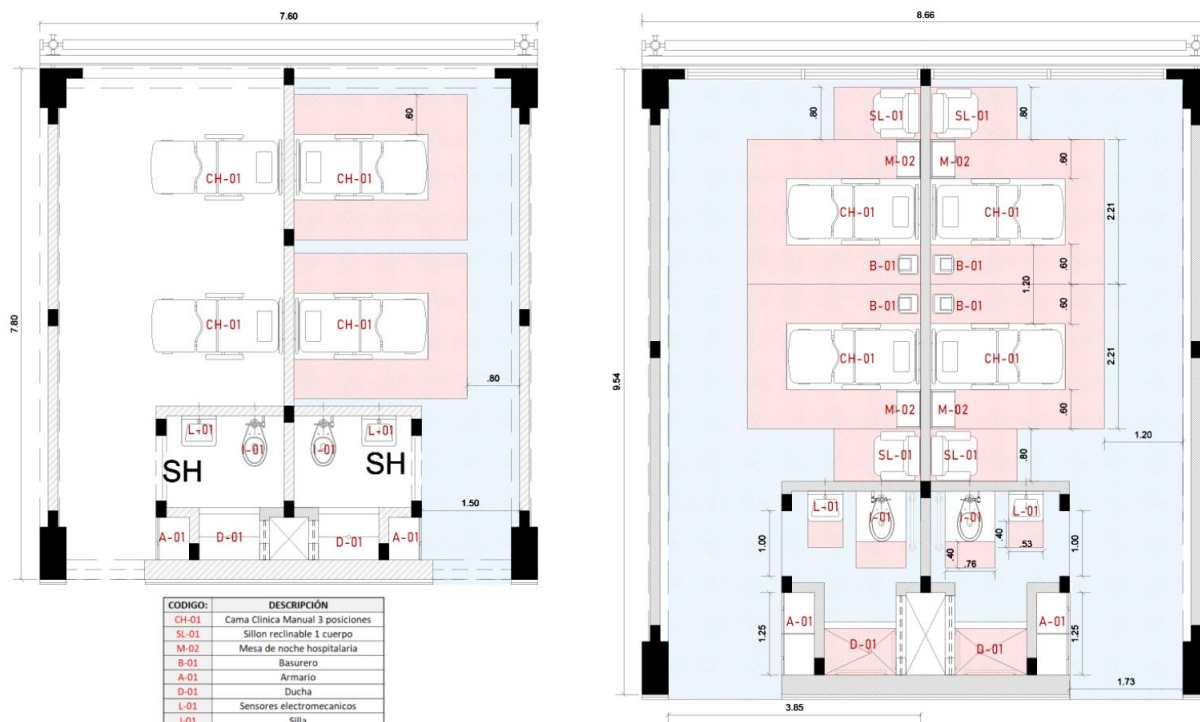 7.60
.60
CH-01
CH-01
7.80
CH-01
CH-01
.80
L-01
I-01
I-01
L-01
SH
SH
1.50
A-01
D-01
D-01
A-01
CODIGO:
DESCRIPCIÓN
CH-01
Cama Clinica Manual 3 posiciones
SL-01
Sillon reclinable 1 cuerpo
M-02
Mesa de noche hospitalaria
B-01
Basurero
A-01
Armario
D-01
Ducha
L-01
Sensores electromecanicos
I-01
Silla
8.66
.80
SL-01
SL-01
.80
M-02
M-02
.60
CH-01
CH-01
2.21
B-01
B-01
.60
1.20
B-01
B-01
.60
CH-01
CH-01
2.21
9.54
M-02
M-02
.60
1.20
SL-01
SL-01
.80
L-01
I-01
I-01
L-01
1.00
.40
.40
.53
1.00
.76
A-01
A-01
1.25
D-01
D-01
1.25
1.73
3.85